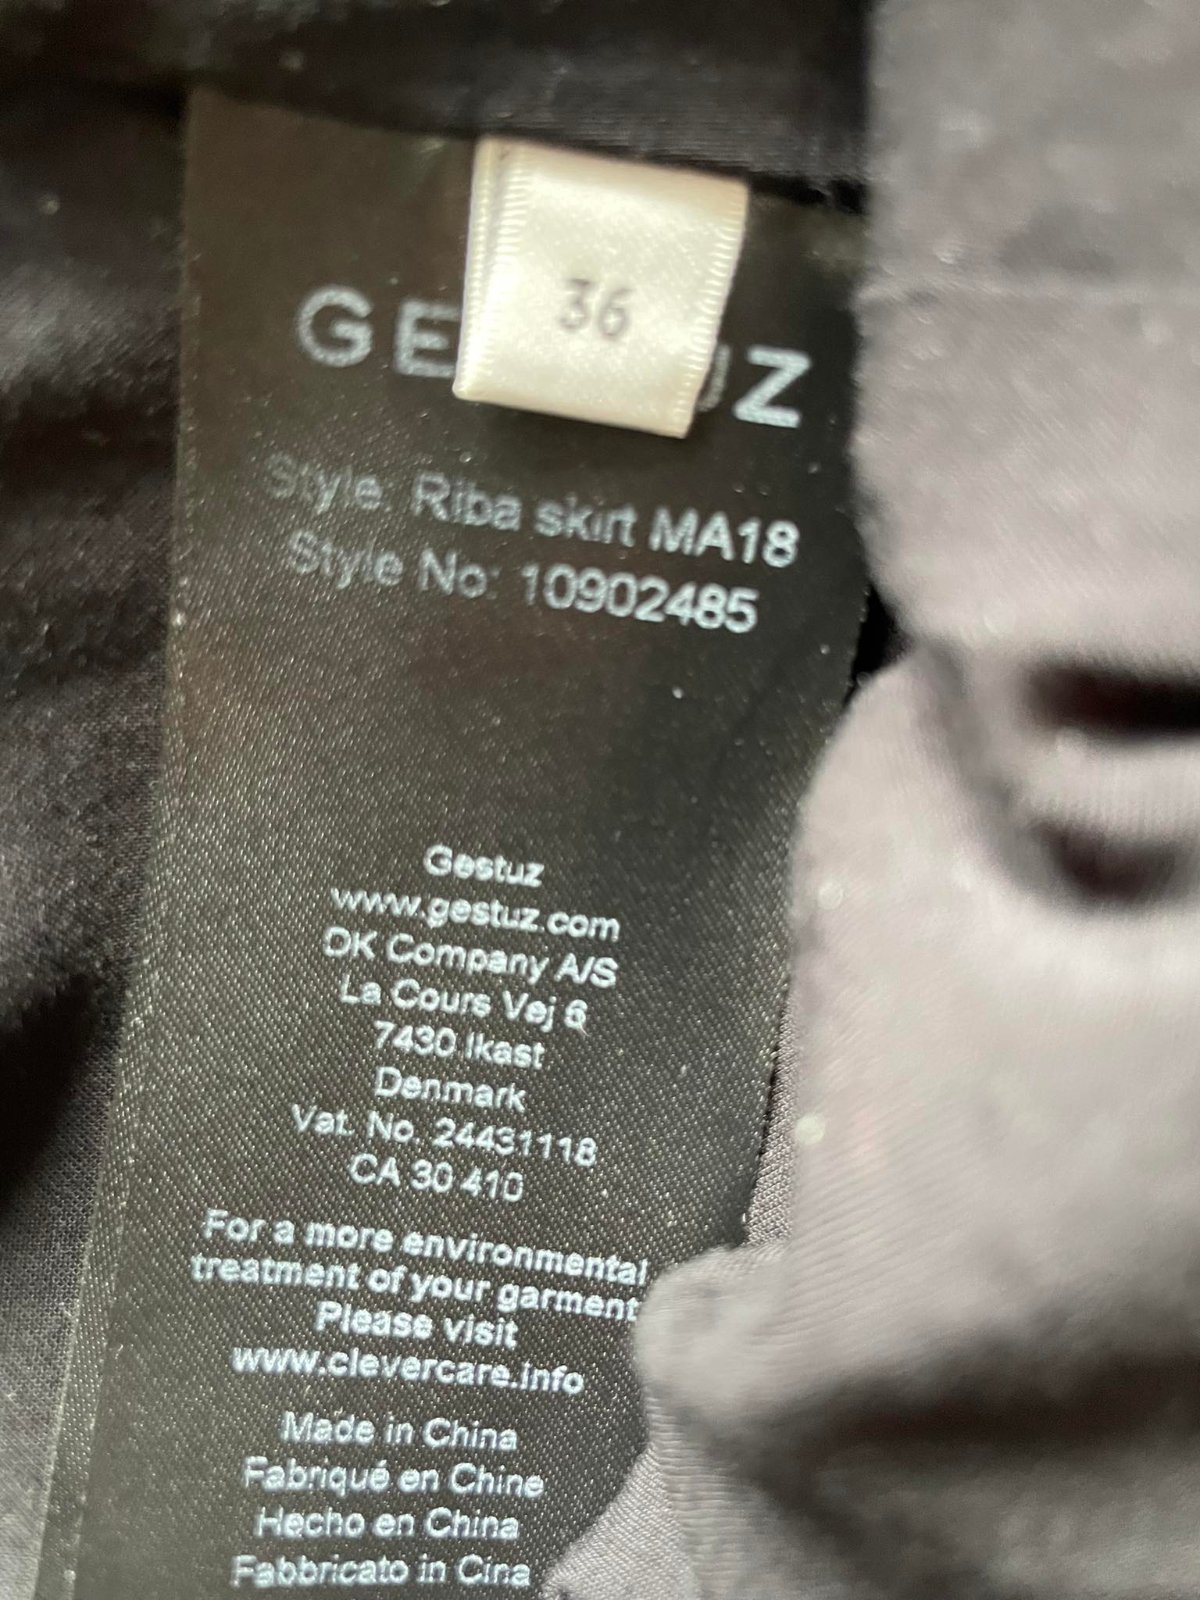 36
GE UZ
Style: Riba skirt MA18
Style No: 10902485
Gestuz
www.gestuz.com
DK Company A/S
La Cours Vej 6
7430 Ikast
Denmark
Vat. No. 24431118
CA 30 410
For a more environmental
treatment of your garment
Please visit
www.clevercare.info
Made in China
Fabriqué en Chine
Hecho en China
Fabbricato in Cina